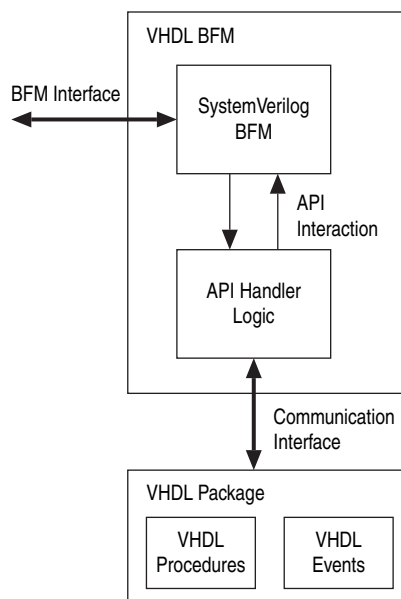 VHDL BFM
BFM Interface
SystemVerilog
BFM
API
Interaction
API Handler
Logic
Communication
Interface
VHDL Package
VHDL
Procedures
VHDL
Events